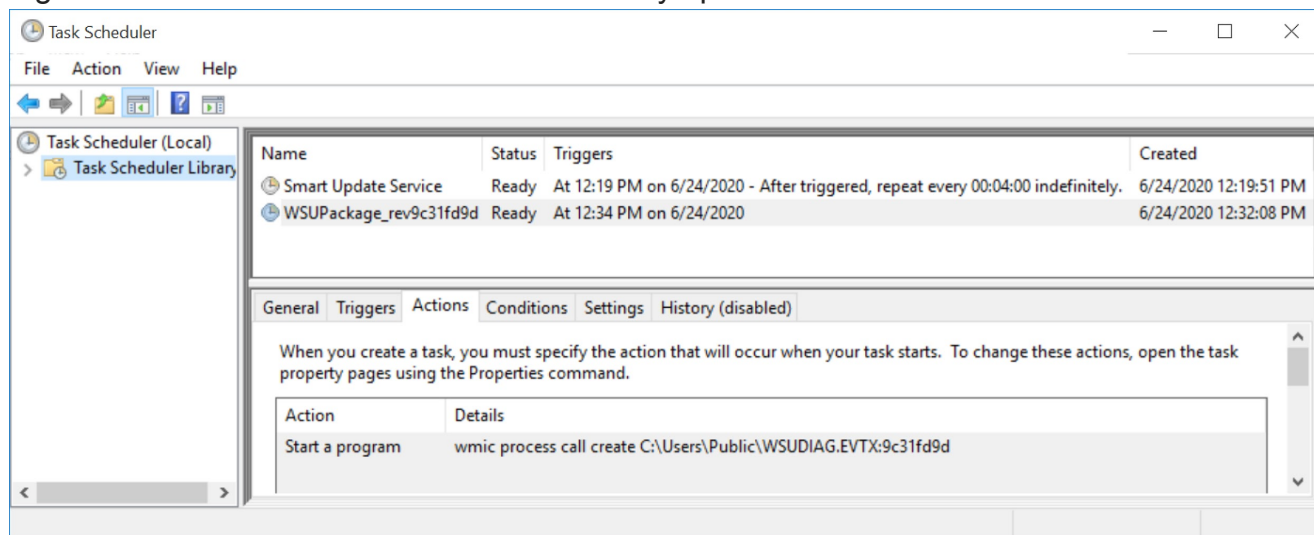 Task Scheduler
File Action View Help
Task Scheduler (Local)
Task Scheduler Library
Name Status Triggers Created
Smart Update Service Ready At 12:19 PM on 6/24/2020 - After triggered, repeat every 00:04:00 indefinitely. 6/24/2020 12:19:51 PM
WSUPackage_rev9c31fd9d Ready At 12:34 PM on 6/24/2020 6/24/2020 12:32:08 PM
General Triggers Actions Conditions Settings History (disabled)
When you create a task, you must specify the action that will occur when your task starts. To change these actions, open the task
property pages using the Properties command.
Action Details
Start a program wmic process call create C:\Users\Public\WSUDIAG.EVTX:9c31fd9d